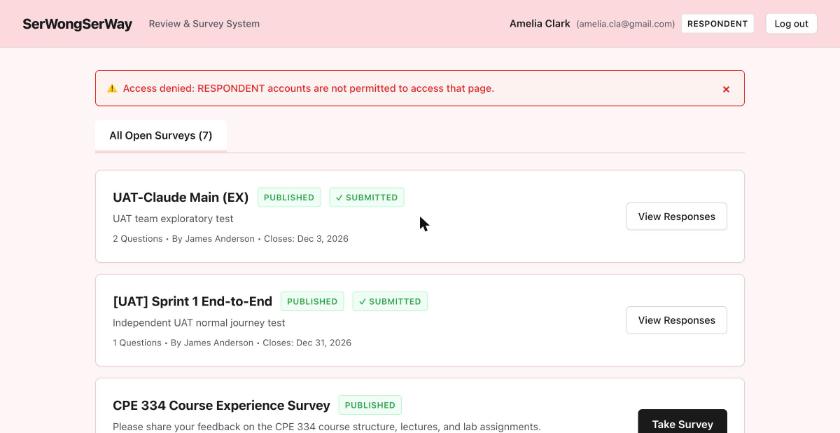 SerWongSerWay Review & Survey System Amelia Clark (amelia.cla@gmail.com) RESPONDENT Log out
⚠️ Access denied: RESPONDENT accounts are not permitted to access that page. ×
All Open Surveys (7)
UAT-Claude Main (EX) PUBLISHED ✓ SUBMITTED
UAT team exploratory test
View Responses
2 Questions • By James Anderson • Closes: Dec 3, 2026
[UAT] Sprint 1 End-to-End PUBLISHED ✓ SUBMITTED
Independent UAT normal journey test
View Responses
1 Questions • By James Anderson • Closes: Dec 31, 2026
CPE 334 Course Experience Survey PUBLISHED
Please share your feedback on the CPE 334 course structure, lectures, and lab assignments.
Take Survey